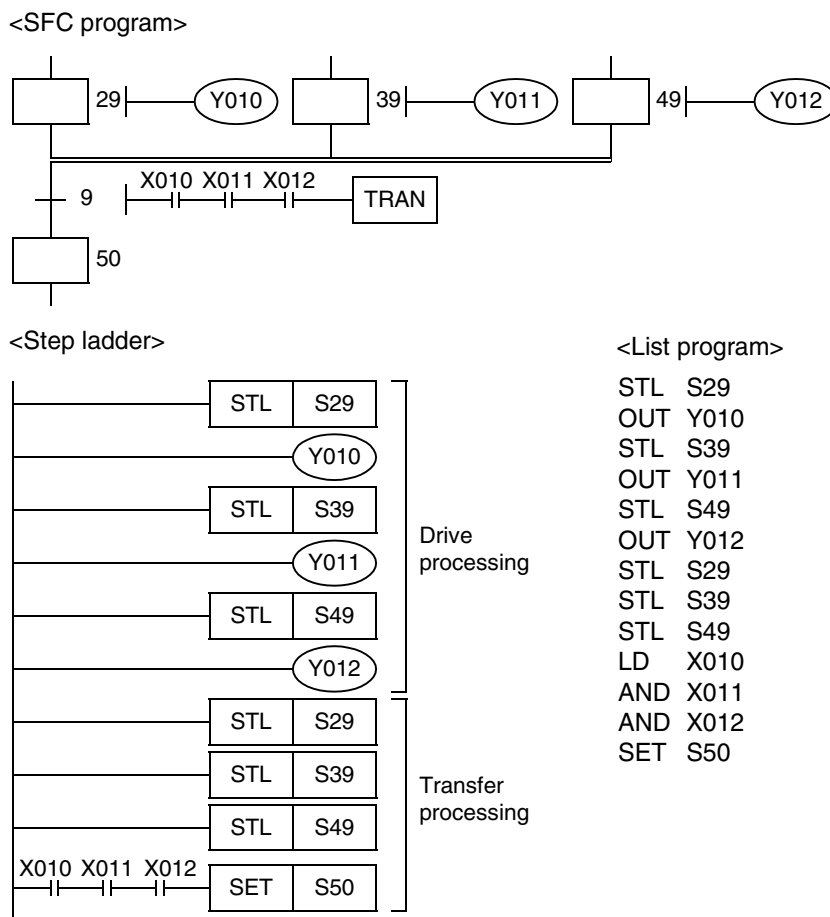 <SFC program>
29 Y010 39 Y011 49 Y012
X010 X011 X012
9 TRAN
50
<Step ladder>
STL S29
Y010
STL S39
Y011
STL S49
Y012
Drive
processing
STL S29
STL S39
STL S49
X010 X011 X012
SET S50
Transfer
processing
<List program>
STL S29
OUT Y010
STL S39
OUT Y011
STL S49
OUT Y012
STL S29
STL S39
STL S49
LD X010
AND X011
AND X012
SET S50